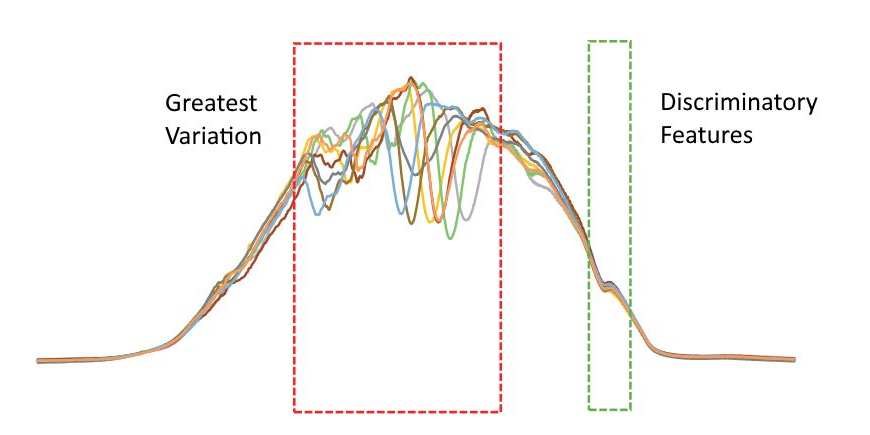 Greatest
Variation
Discriminatory
Features